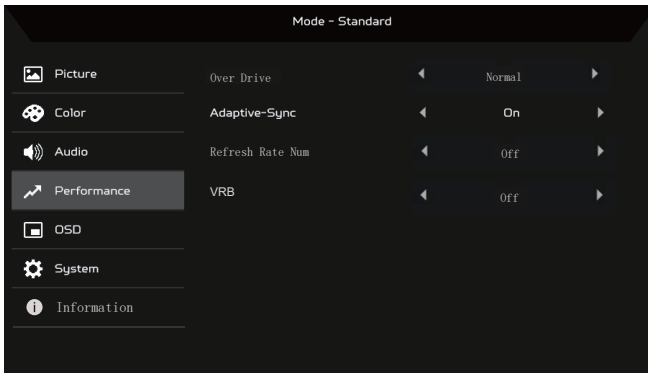 Mode - Standard
Picture
Over Drive Normal
Color
Adaptive-Sync On
Audio
Refresh Rate Num Off
Performance
VRB Off
OSD
System
Information